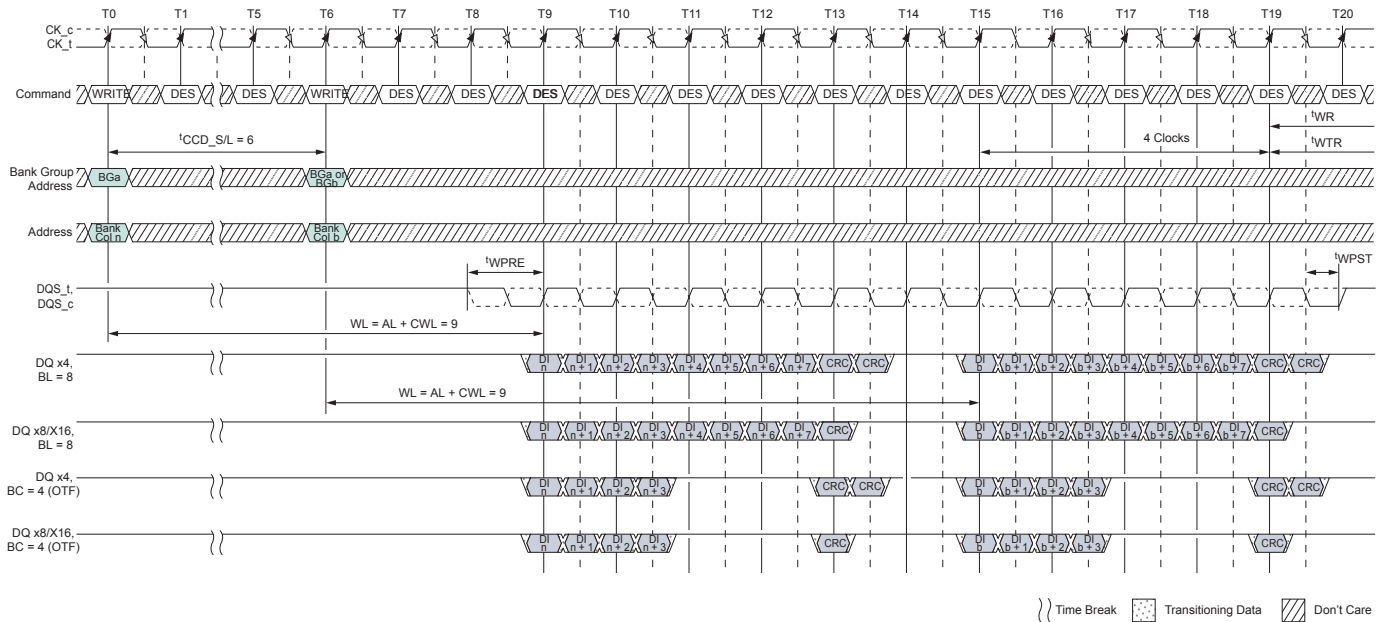 T0 T1 T5 T6 T7 T8 T9 T10 T11 T12 T13 T14 T15 T16 T17 T18 T19 T20
CK_c
CK_t
Command WRITE DES DES WRITE DES DES DES DES DES DES DES DES DES DES DES DES DES DES
tWR
tCCD_S/L = 6
4 Clocks
tWTR
Bank Group
Address
BGa
BGa or
BGb
Address
Bank
Col n
Bank
Col b
tWPRE
tWPST
DQS_t,
DQS_c
WL = AL + CWL = 9
DQ x4,
BL = 8
DI n DI n + 1 DI n + 2 DI n + 3 DI n + 4 DI n + 5 DI n + 6 DI n + 7 CRC CRC DI b DI b + 1 DI b + 2 DI b + 3 DI b + 4 DI b + 5 DI b + 6 DI b + 7 CRC CRC
WL = AL + CWL = 9
DQ x8/X16,
BL = 8
DI n DI n + 1 DI n + 2 DI n + 3 DI n + 4 DI n + 5 DI n + 6 DI n + 7 CRC DI b DI b + 1 DI b + 2 DI b + 3 DI b + 4 DI b + 5 DI b + 6 DI b + 7 CRC
DQ x4,
BC = 4 (OTF)
DI n DI n + 1 DI n + 2 DI n + 3 CRC CRC DI b DI b + 1 DI b + 2 DI b + 3 CRC CRC
DQ x8/X16,
BC = 4 (OTF)
DI n DI n + 1 DI n + 2 DI n + 3 CRC DI b DI b + 1 DI b + 2 DI b + 3 CRC
Time Break Transitioning Data Don't Care